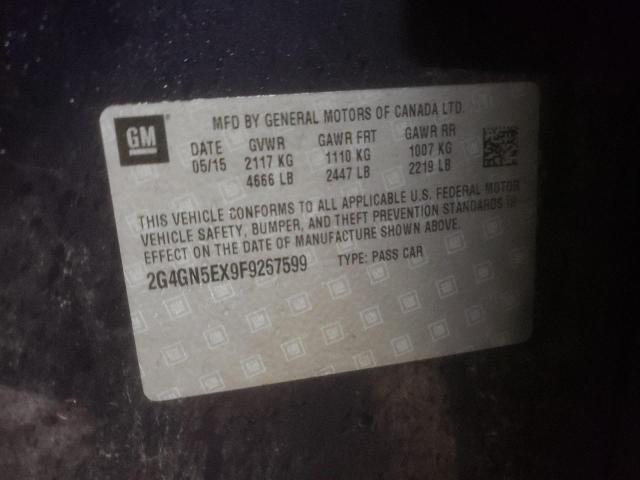 GM
MFD BY GENERAL MOTORS OF CANADA LTD.
DATE GVWR GAWR FRT GAWR RR
05/15 2117 KG 1110 KG 1007 KG
4666 LB 2447 LB 2219 LB
THIS VEHICLE CONFORMS TO ALL APPLICABLE U.S. FEDERAL MOTOR
VEHICLE SAFETY, BUMPER, AND THEFT PREVENTION STANDARDS IN
EFFECT ON THE DATE OF MANUFACTURE SHOWN ABOVE.
2G4GN5EX9F9267599 TYPE: PASS CAR